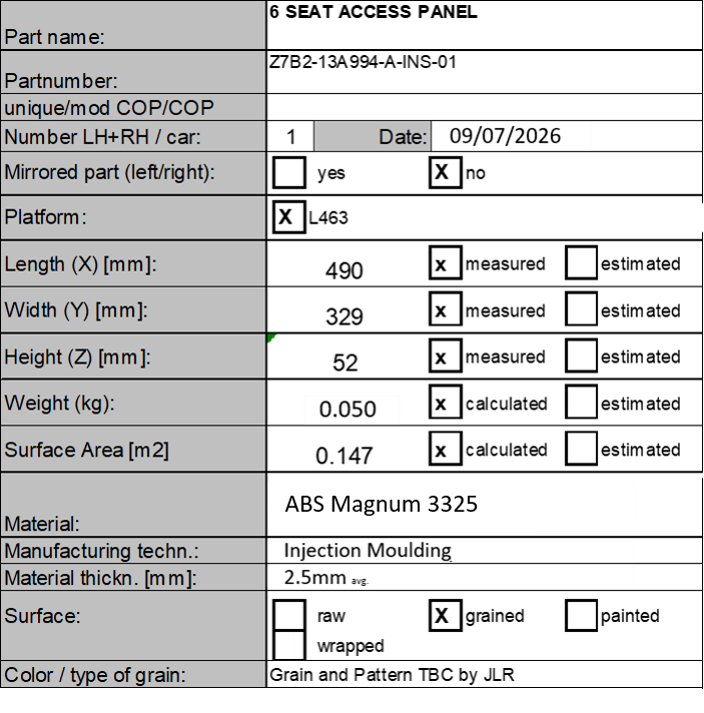 6 SEAT ACCESS PANEL
Part name:
Z7B2-13A994-A-INS-01
Partnumber:
unique/mod COP/COP
Number LH+RH / car: 1 Date: 09/07/2026
Mirrored part (left/right): yes X no
Platform: X L463
Length (X) [mm]: 490 x measured estimated
Width (Y) [mm]: 329 x measured estimated
Height (Z) [mm]: 52 x measured estimated
Weight (kg): 0.050 x calculated estimated
Surface Area [m2] 0.147 x calculated estimated
ABS Magnum 3325
Material:
Manufacturing techn.: Injection Moulding
Material thickn. [mm]: 2.5mm avg.
Surface: raw X grained painted
wrapped
Color / type of grain: Grain and Pattern TBC by JLR